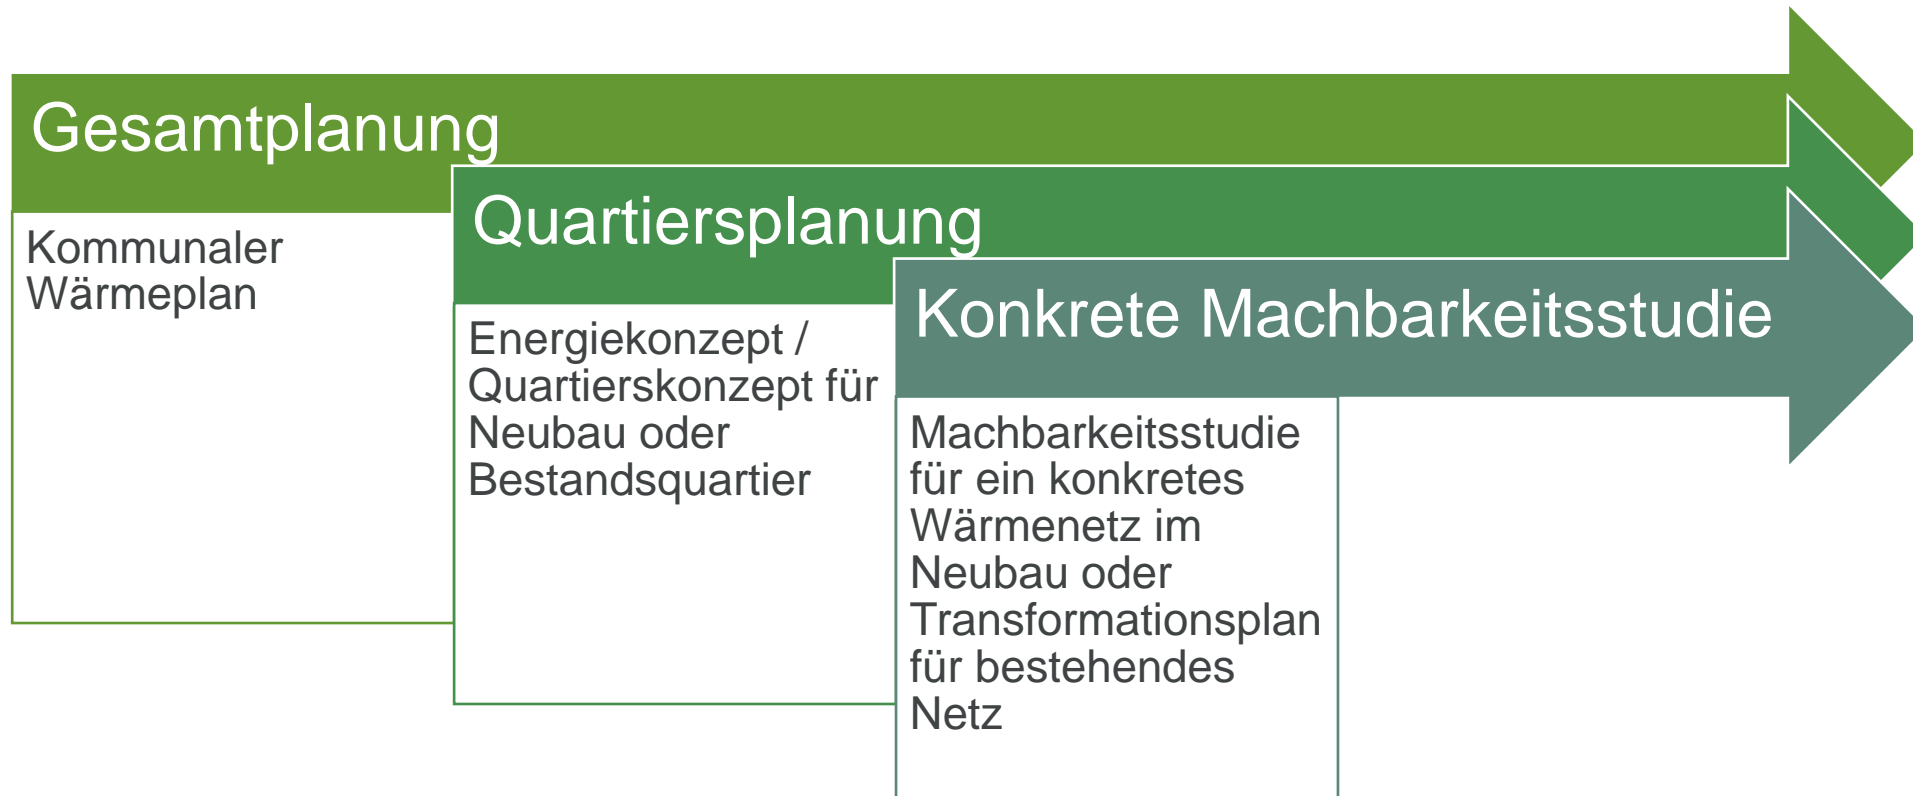 Gesamtplanung
Kommunaler
Wärmeplan
Quartiersplanung
Energiekonzept /
Quartierskonzept für
Neubau oder
Bestandsquartier
Konkrete Machbarkeitsstudie
Machbarkeitsstudie
für ein konkretes
Wärmenetz im
Neubau oder
Transformationsplan
für bestehendes
Netz